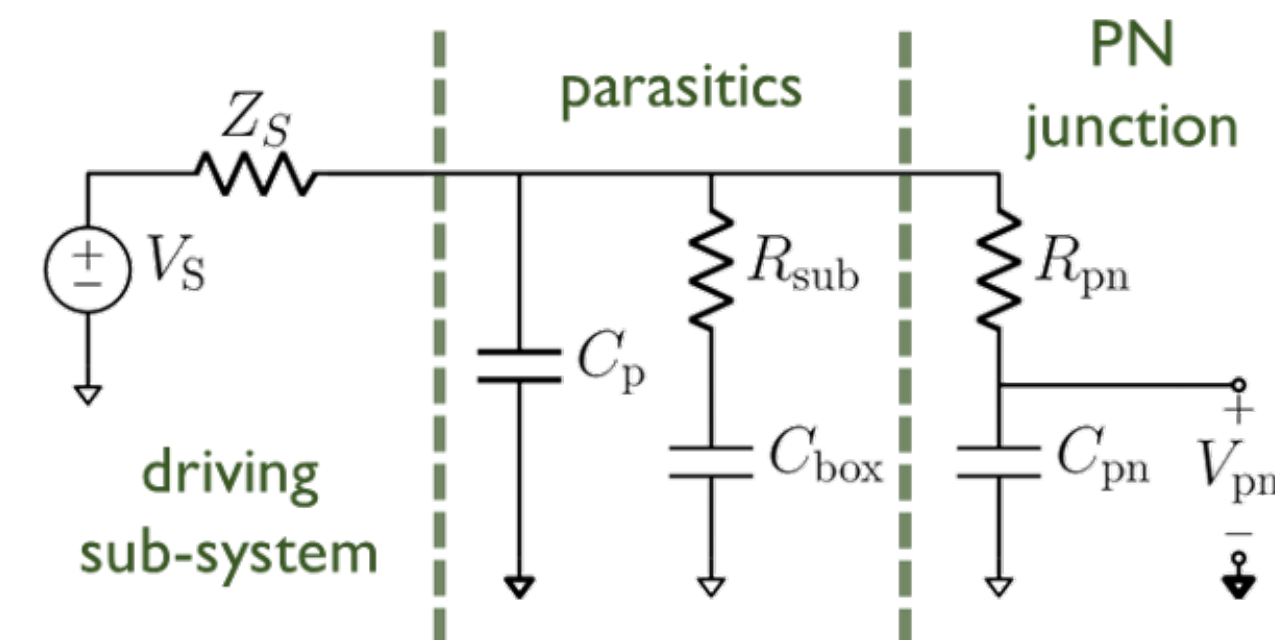 PN
junction
parasitics
Z_S
+
−
V_S
R_sub
R_pn
C_p
C_box
C_pn
+
V_pn
−
driving
sub-system